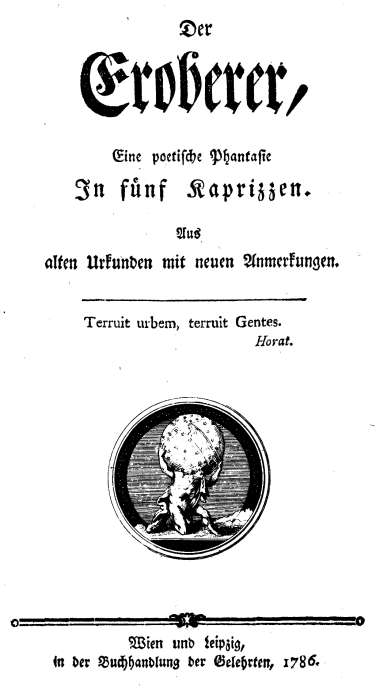 Der
Eroberer,
Eine poetische Phantasie
In fünf Kaprizzen.
Aus
alten Urkunden mit neuen Anmerkungen.
Terruit urbem, terruit Gentes.
Horat.
Wien und Leipzig,
in der Buchhandlung der Gelehrten, 1786.